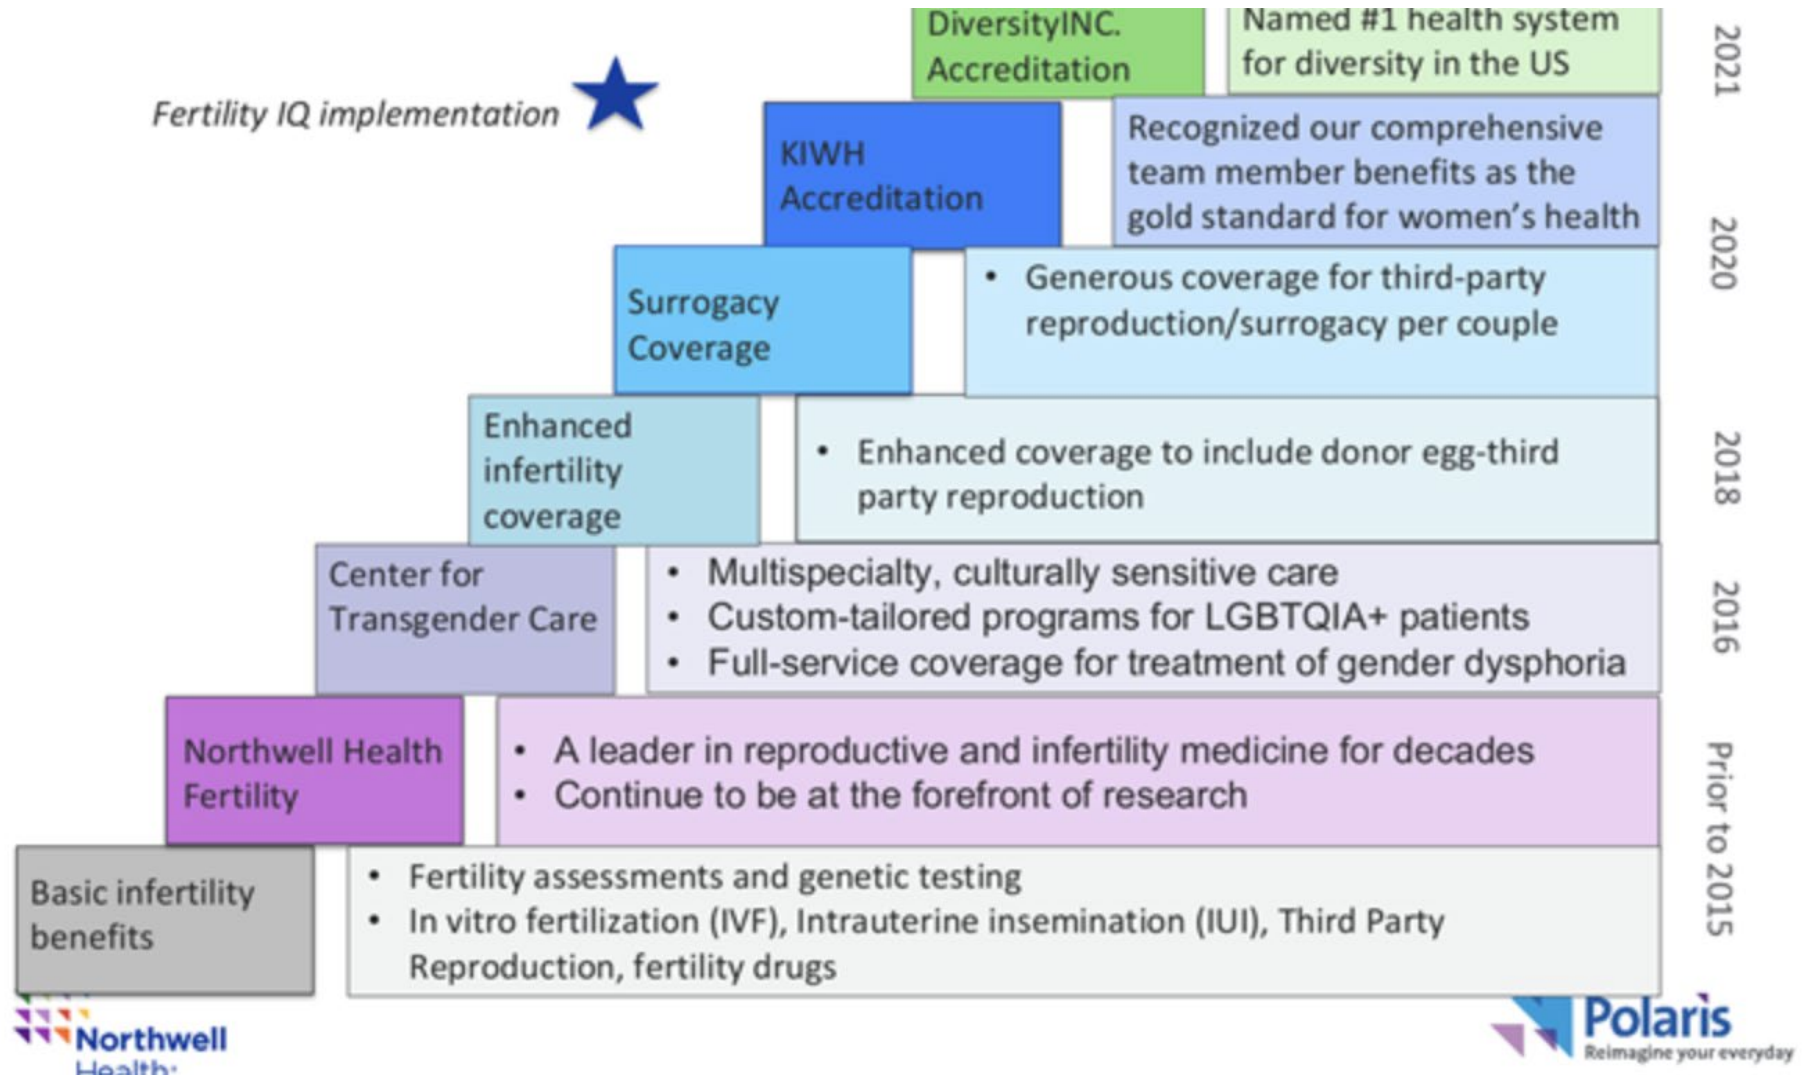 DiversityINC.
Accreditation
Named #1 health system
for diversity in the US
2021
Fertility IQ implementation
KIWH
Accreditation
Recognized our comprehensive
team member benefits as the
gold standard for women's health
2020
Surrogacy
Coverage
• Generous coverage for third-party
reproduction/surrogacy per couple
Enhanced
infertility
coverage
• Enhanced coverage to include donor egg-third
party reproduction
2018
Center for
Transgender Care
• Multispecialty, culturally sensitive care
• Custom-tailored programs for LGBTQIA+ patients
• Full-service coverage for treatment of gender dysphoria
2016
Northwell Health
Fertility
• A leader in reproductive and infertility medicine for decades
• Continue to be at the forefront of research
Prior to 2015
Basic infertility
benefits
• Fertility assessments and genetic testing
• In vitro fertilization (IVF), Intrauterine insemination (IUI), Third Party
Reproduction, fertility drugs
Northwell
Health:
Polaris
Reimagine your everyday